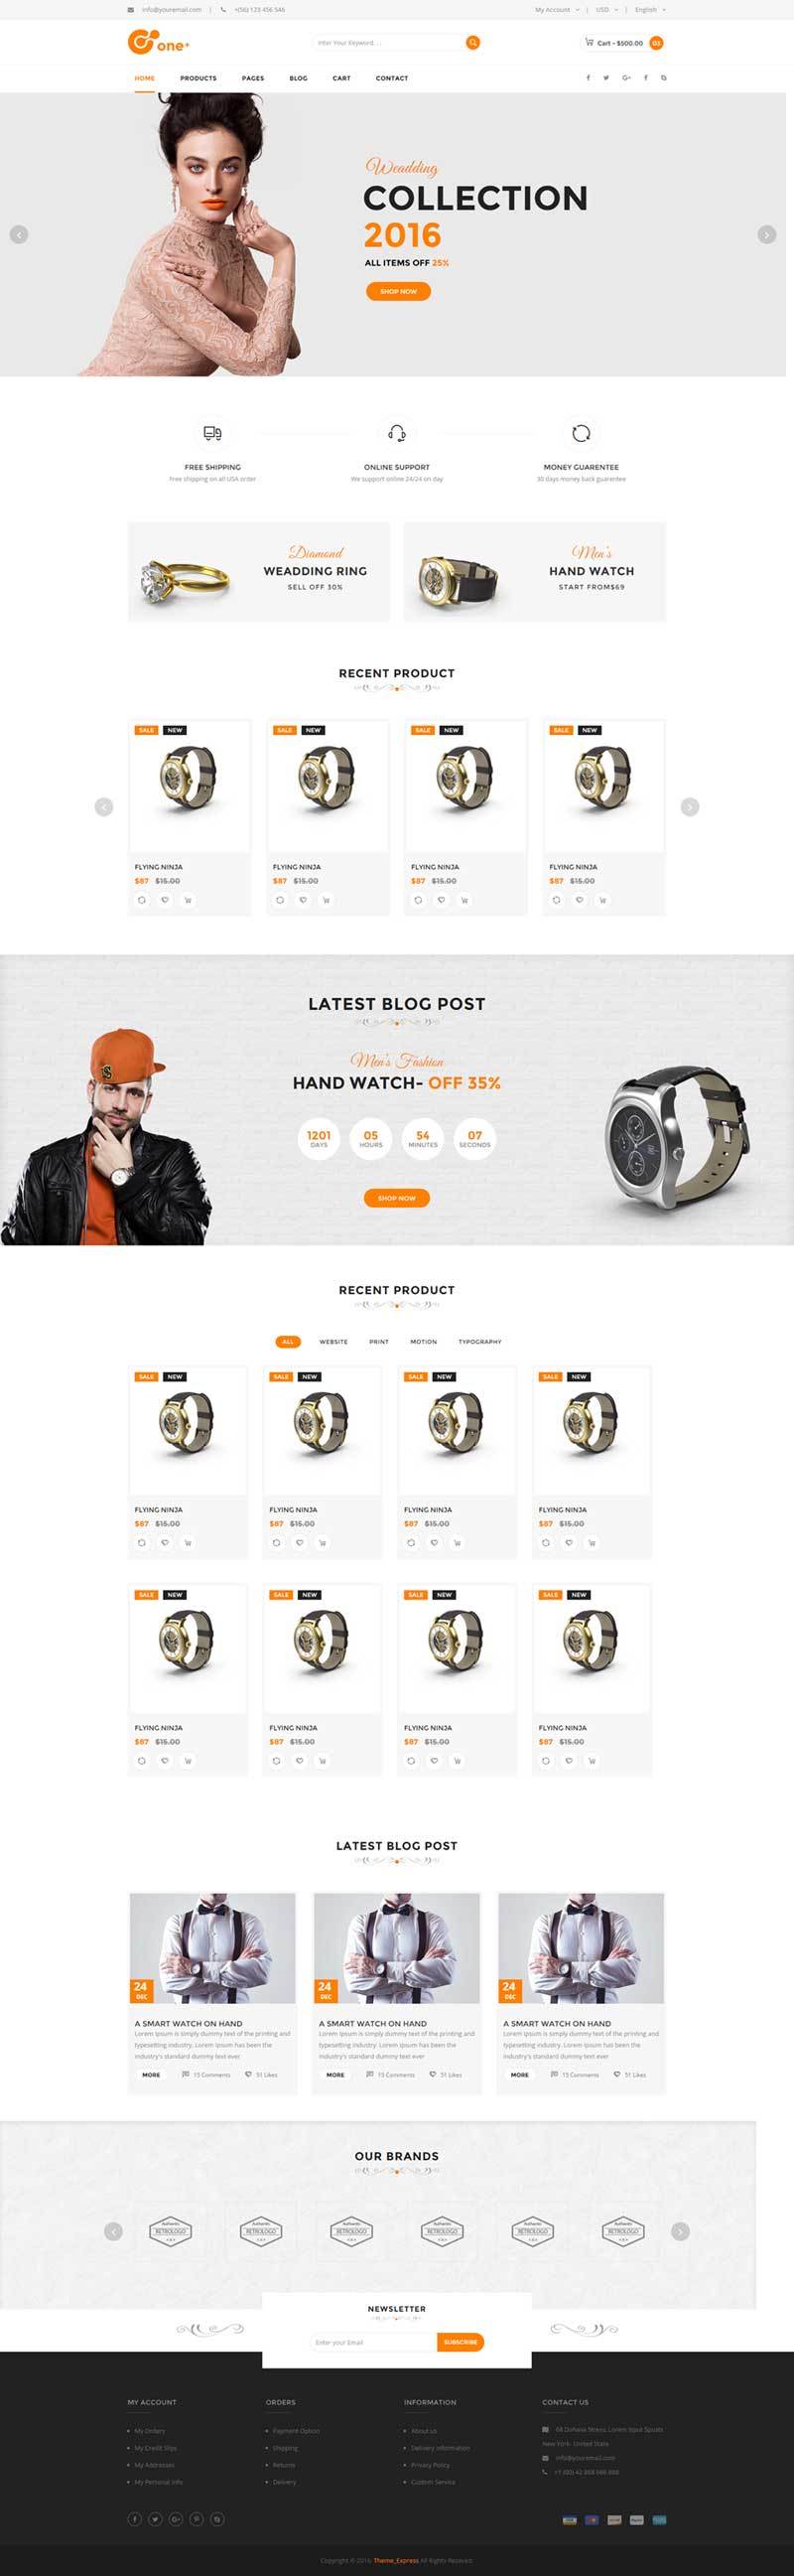 info@youremail.com | +(56) 123 456 546
My Account | USD | English
One+
Inter Your Keyword. . .
Cart - $500.00 05
HOME PRODUCTS PAGES BLOG CART CONTACT
Weadding
COLLECTION
2016
ALL ITEMS OFF 25%
SHOP NOW
FREE SHIPPING ONLINE SUPPORT MONEY GUARENTEE
Free shipping on all USA order We support online 24/24 on day 30 days money back guarentee
Diamond
WEADDING RING
SELL OFF 30%
Men's
HAND WATCH
START FROM$69
RECENT PRODUCT
SALE NEW SALE NEW SALE NEW SALE NEW
FLYING NINJA FLYING NINJA FLYING NINJA FLYING NINJA
$87 $15.00 $87 $15.00 $87 $15.00 $87 $15.00
LATEST BLOG POST
Men's Fashion
HAND WATCH- OFF 35%
1201 05 54 07
DAYS HOURS MINUTES SECONDS
SHOP NOW
RECENT PRODUCT
ALL WEBSITE PRINT MOTION TYPOGRAPHY
SALE NEW SALE NEW SALE NEW SALE NEW
FLYING NINJA FLYING NINJA FLYING NINJA FLYING NINJA
$87 $15.00 $87 $15.00 $87 $15.00 $87 $15.00
SALE NEW SALE NEW SALE NEW SALE NEW
FLYING NINJA FLYING NINJA FLYING NINJA FLYING NINJA
$87 $15.00 $87 $15.00 $87 $15.00 $87 $15.00
LATEST BLOG POST
24 24 24
DEC DEC DEC
A SMART WATCH ON HAND A SMART WATCH ON HAND A SMART WATCH ON HAND
Lorem Ipsum is simply dummy text of the printing and Lorem Ipsum is simply dummy text of the printing and Lorem Ipsum is simply dummy text of the printing and
typesetting industry. Lorem Ipsum has been the typesetting industry. Lorem Ipsum has been the typesetting industry. Lorem Ipsum has been the
industry's standard dummy text ever industry's standard dummy text ever industry's standard dummy text ever
MORE 15 Comments 51 Likes MORE 15 Comments 51 Likes MORE 15 Comments 51 Likes
OUR BRANDS
Authentic Authentic Authentic Authentic Authentic Authentic
RETROLOGO RETROLOGO RETROLOGO RETROLOGO RETROLOGO RETROLOGO
NEWSLETTER
Enter your Email SUBSCRIBE
MY ACCOUNT ORDERS INFORMATION CONTACT US
My Orders Payment Option About us
My Credit Slips Shipping Delivery Information New York- United State
My Addresses Returns Privacy Policy info@youremail.com
My Personal Info Delivery Custom Service
Copyright © 2016 Theme_Express All Rights Reserved